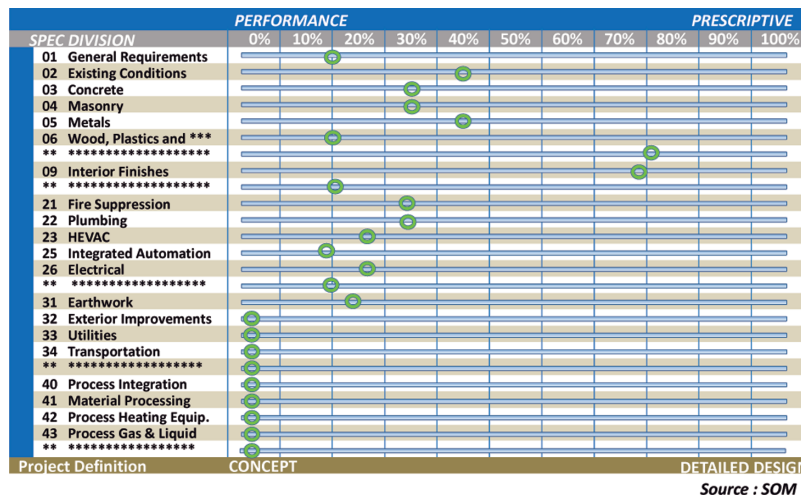 PERFORMANCE PRESCRIPTIVE
SPEC DIVISION 0% 10% 20% 30% 40% 50% 60% 70% 80% 90% 100%
01 General Requirements
02 Existing Conditions
03 Concrete
04 Masonry
05 Metals
06 Wood, Plastics and ***
** *******************
09 Interior Finishes
** *******************
21 Fire Suppression
22 Plumbing
23 HEVAC
25 Integrated Automation
26 Electrical
** ******************
31 Earthwork
32 Exterior Improvements
33 Utilities
34 Transportation
** ******************
40 Process Integration
41 Material Processing
42 Process Heating Equip.
43 Process Gas & Liquid
** *****************
Project Definition CONCEPT DETAILED DESIGN
Source : SOM